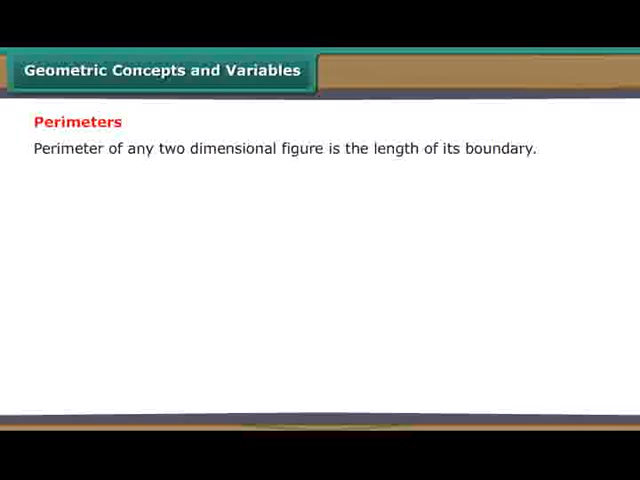 Geometric Concepts and Variables
Perimeters
Perimeter of any two dimensional figure is the length of its boundary.